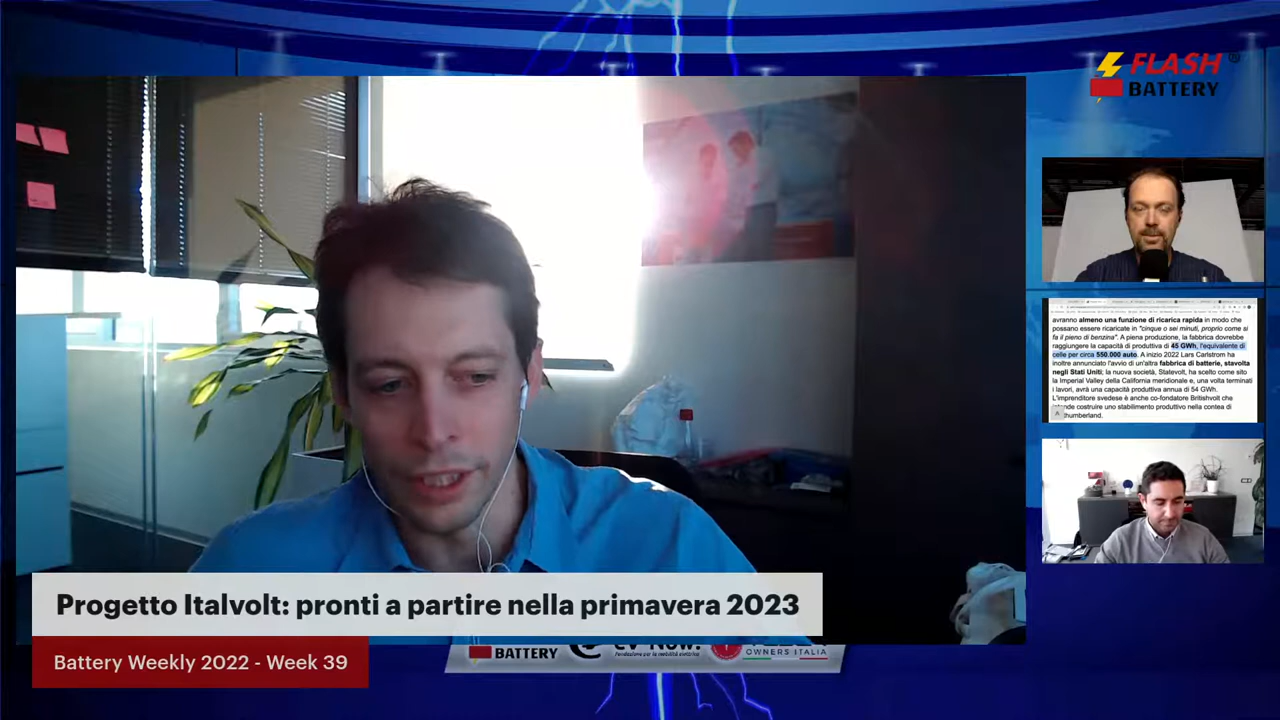 FLASH
BATTERY
avranno almeno una funzione di ricarica rapida in modo che
possano essere ricaricate in "cinque o sei minuti, proprio come si
fa il pieno di benzina". A piena produzione, la fabbrica dovrebbe
raggiungere la capacità di produttiva di 45 GWh, l'equivalente di
celle per circa 550.000 auto. A inizio 2022 Lars Carlstrom ha
inoltre annunciato l'avvio di un'altra fabbrica di batterie, stavolta
negli Stati Uniti; la nuova società, Statevolt, ha scelto come sito
la Imperial Valley della California meridionale e, una volta terminati
i lavori, avrà una capacità produttiva annua di 54 GWh.
L'imprenditore svedese è anche co-fondatore Britishvolt che
costruire uno stabilimento produttivo nella contea di
Progetto Italvolt: pronti a partire nella primavera 2023
Battery Weekly 2022 - Week 39
BATTERY
OWNERS ITALIA